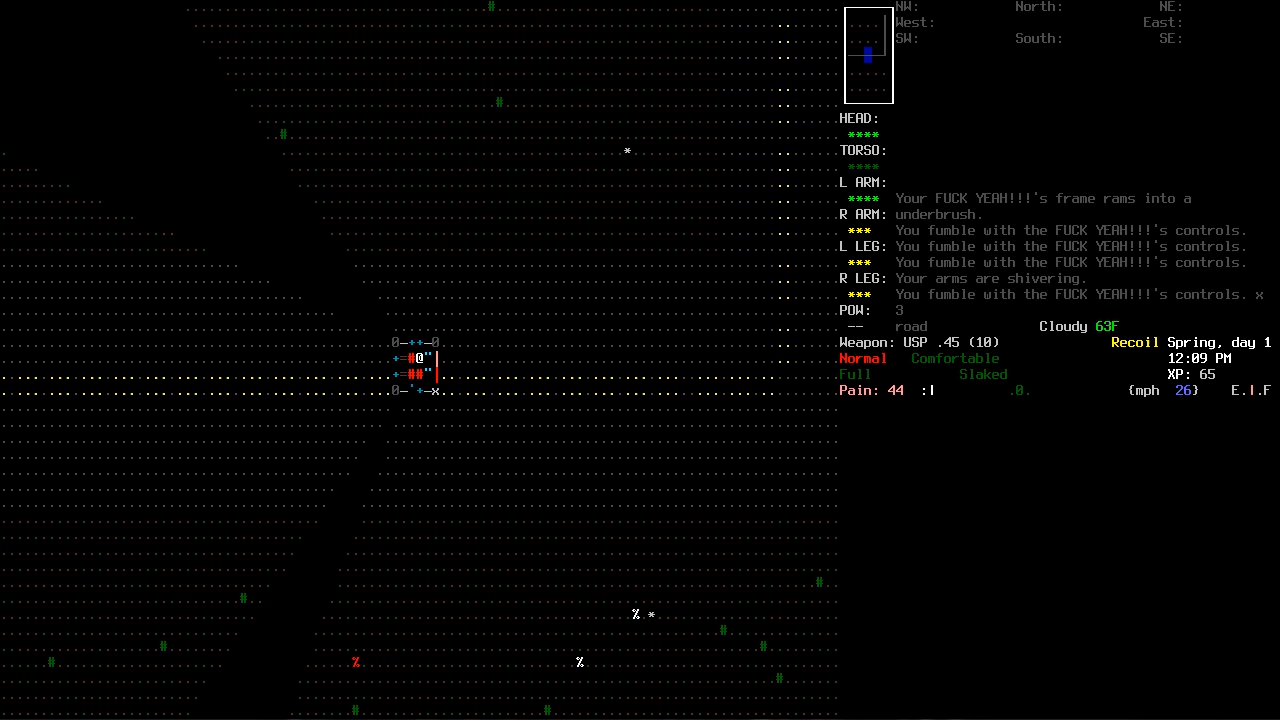 NW: North: NE:
West: East:
SW: South: SE:
HEAD:
****
TORSO:
****
L ARM:
**** Your FUCK YEAH!!!'s frame rams into a
R ARM: underbrush.
*** You fumble with the FUCK YEAH!!!'s controls.
L LEG: You fumble with the FUCK YEAH!!!'s controls.
*** You fumble with the FUCK YEAH!!!'s controls.
R LEG: Your arms are shivering.
*** You fumble with the FUCK YEAH!!!'s controls. x
POW: 3
-- road Cloudy 63F
Weapon: USP .45 (10) Recoil Spring, day 1
Normal Comfortable 12:09 PM
Full Slaked XP: 65
Pain: 44 :l .0. {mph 26} E.|.F